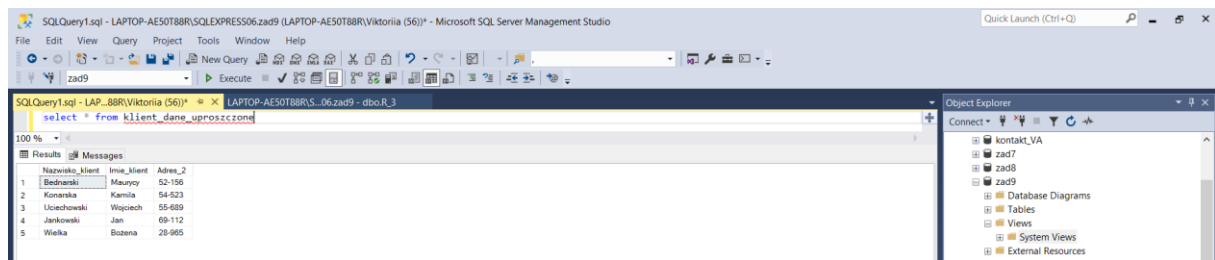 SQLQuery1.sql - LAPTOP-AE50T88R\SQLEXPRESS06.zad9 (LAPTOP-AE50T88R\Viktoriia (56))* - Microsoft SQL Server Management Studio
Quick Launch (Ctrl+Q)
File Edit View Query Project Tools Window Help
New Query
zad9 Execute
SQLQuery1.sql - LAP...88R\Viktoriia (56))* LAPTOP-AE50T88R\S...06.zad9 - dbo.R_3
select * from klient_dane_uproszczone
100 %
Results Messages
Nazwisko_klient Imie_klient Adres_2
1 Bednarski Maurycy 52-156
2 Konarska Kamila 54-523
3 Uciechowski Wojciech 55-689
4 Jankowski Jan 69-112
5 Wielka Bozena 28-965
Object Explorer
Connect
kontakt_VA
zad7
zad8
zad9
Database Diagrams
Tables
Views
System Views
External Resources